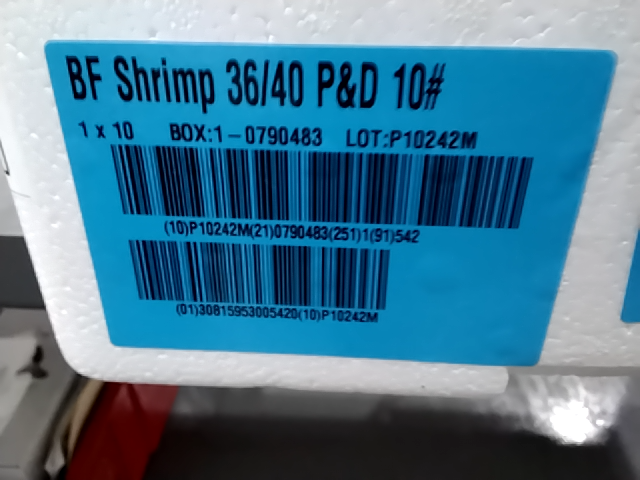 BF Shrimp 36/40 P&D 10#
1 x 10 BOX:1-0790483 LOT:P10242M
(10)P10242M(21)0790483(251)1(91)542
(01)30815953005420(10)P10242M